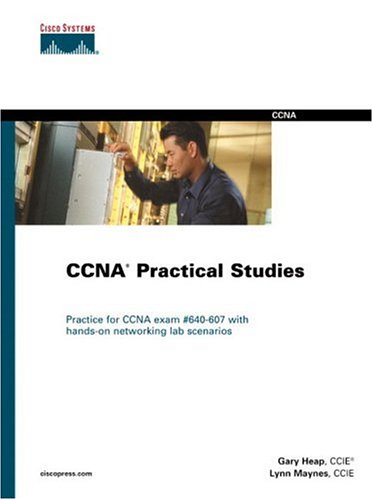 CISCO SYSTEMS
CCNA
CCNA® Practical Studies
Practice for CCNA exam #640-607 with
hands-on networking lab scenarios
Gary Heap, CCIE®
Lynn Maynes, CCIE
ciscopress.com